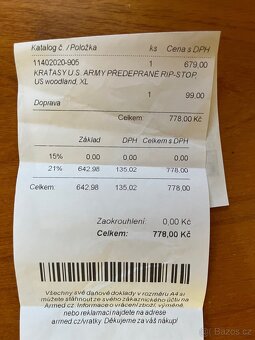 Katalog č. /Položka ks Cena s DPH
11402020-905 1 679,00
KRAŤASY U.S. ARMY PŘEDEPRANÉ RIP-STOP,
US woodland, XL
1 99,00
Doprava
Celkem: 778,00 Kč
Základ DPH Celkem
15% 0,00 0,00 0,00
21% 642,98 135,02 778,00
Celkem: 642,98 135,02 778,00
Zaokrouhlení: 0,00 Kč
Celkem: 778,00 Kč
Všechny své daňové doklady v rozměru A4 si
můžete stáhnout ze svého zákaznického účtu na
Armed.cz. Informace o vrácení zboží, výměně,
nebo reklamaci najdete na adrese
armed.cz/vratky. Děkujeme za váš nákup!